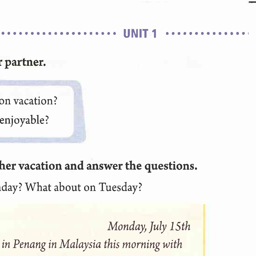 UNIT 1
partner.
on vacation?
enjoyable?
her vacation and answer the questions.
day? What about on Tuesday?
Monday, July 15th
in Penang in Malaysia this morning with